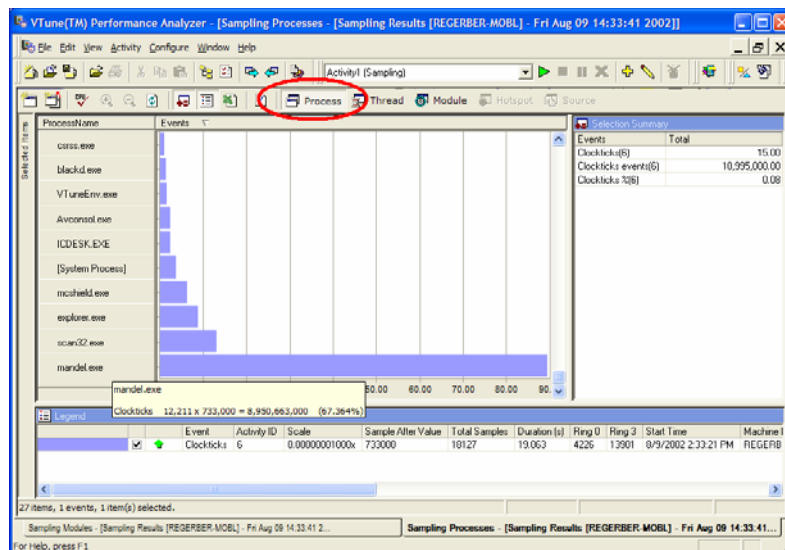 VTune(TM) Performance Analyzer - [Sampling Processes - [Sampling Results [REGERBER-MOBL] - Fri Aug 09 14:33:41 2002]]
File Edit View Activity Configure Window Help
Activity1 (Sampling)
Process Thread Module Hotspot Source
Selected Items
ProcessName Events
csrss.exe
blackd.exe
VTuneEnv.exe
Avconsol.exe
ICDESK.EXE
[System Process]
mcshield.exe
explorer.exe
scan32.exe
mandel.exe
50.00 60.00 70.00 80.00 90.
Selection Summary
Events Total
Clockticks(6) 15.00
Clockticks events(6) 10,995,000.00
Clockticks %(6) 0.08
mandel.exe
Clockticks 12,211 x 733,000 = 8,950,663,000 (67.364%)
Legend
Event Activity ID Scale Sample After Value Total Samples Duration (s) Ring 0 Ring 3 Start Time Machine
Clockticks 6 0.00000001000x 733000 18127 19.063 4226 13901 8/9/2002 2:33:21 PM REGERB
27 items, 1 events, 1 item(s) selected.
Sampling Modules - [Sampling Results [REGERBER-MOBL] - Fri Aug 09 14:33:41 2...
Sampling Processes - [Sampling Results [REGERBER-MOBL] - Fri Aug 09 14:33:41...
For Help, press F1